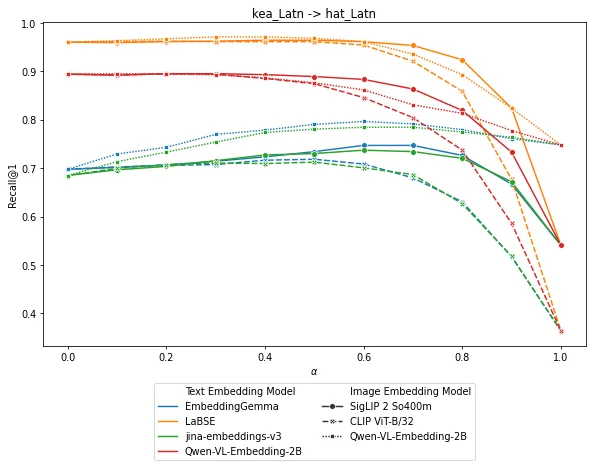 kea_Latn -> hat_Latn
1.0
0.9
0.8
0.7
0.6
0.5
0.4
Recall@1
0.0 0.2 0.4 0.6 0.8 1.0
α
Text Embedding Model Image Embedding Model
EmbeddingGemma SigLIP 2 So400m
LaBSE CLIP ViT-B/32
jina-embeddings-v3 Qwen-VL-Embedding-2B
Qwen-VL-Embedding-2B